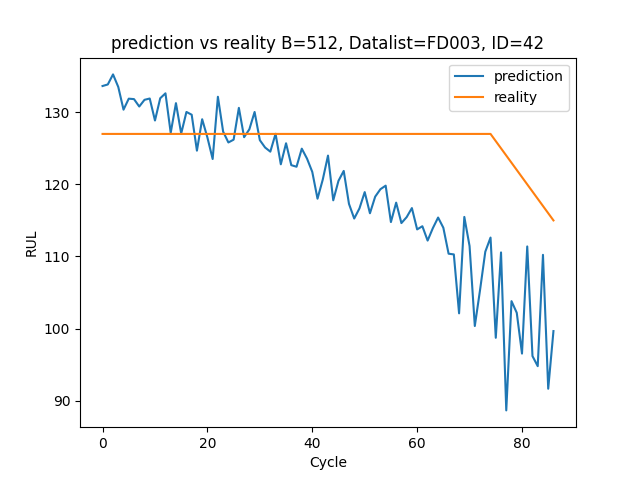 prediction vs reality B=512, Datalist=FD003, ID=42
prediction
reality
130
120
110
100
90
RUL
0 20 40 60 80
Cycle